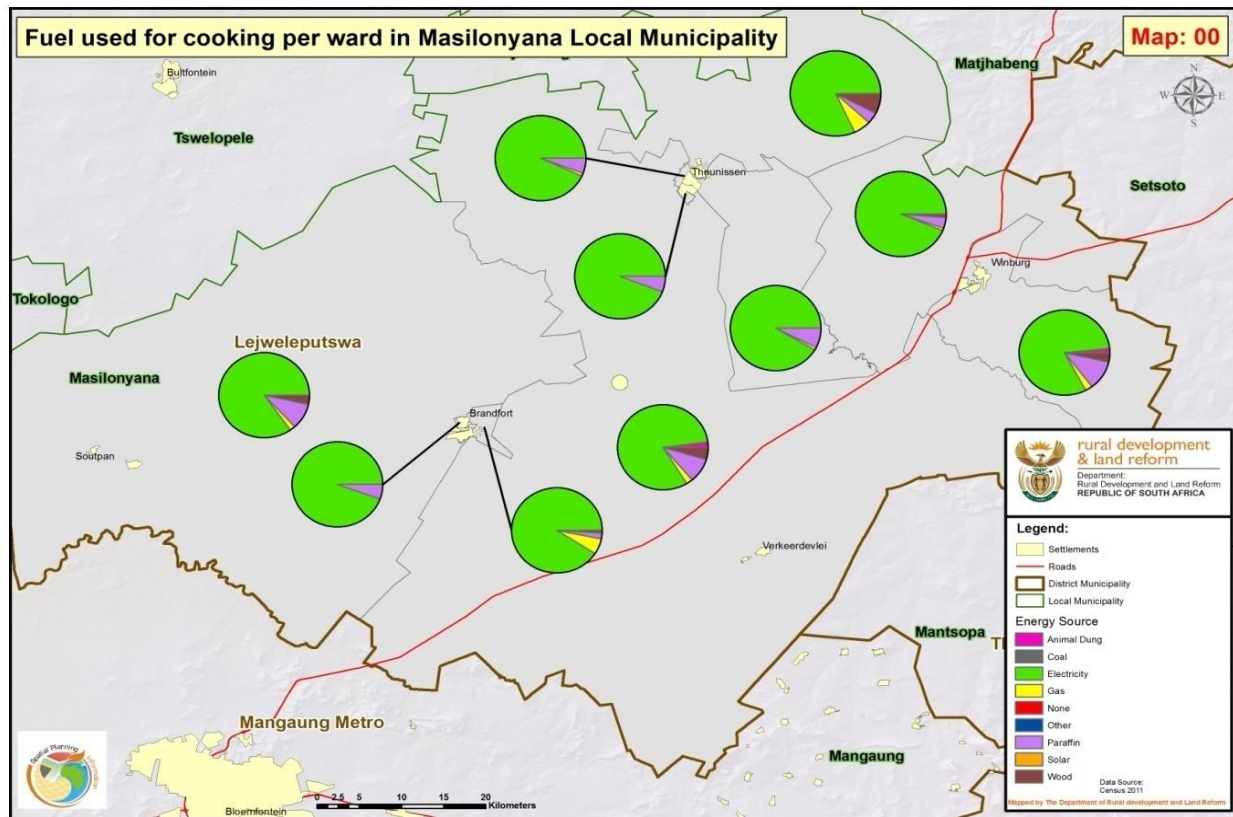 Fuel used for cooking per ward in Masilonyana Local Municipality
Map: 00
Bultfontein
Matjhabeng
N
W E
S
Tswelopele
Theunissen
Setsoto
Winburg
Tokologo
Lejweleputswa
Masilonyana
Brandfort
Soutpan
Verkeerdevlei
Mantsopa
Mangaung Metro
Mangaung
Bloemfontein
0 2.5 5 10 15 20
Kilometers
rural development
& land reform
Department:
Rural Development and Land Reform
REPUBLIC OF SOUTH AFRICA
Legend:
Settlements
Roads
District Municipality
Local Municipality
Energy Source
Animal Dung
Coal
Electricity
Gas
None
Other
Paraffin
Solar
Wood
Data Source:
Census 2011
Mapped by The Department of Rural development and Land Reform
Spatial Planning